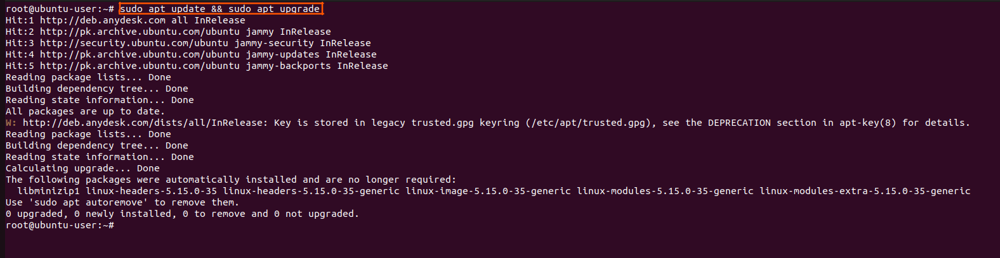 root@ubuntu-user:~# sudo apt update && sudo apt upgrade
Hit:1 http://deb.anydesk.com all InRelease
Hit:2 http://pk.archive.ubuntu.com/ubuntu jammy InRelease
Hit:3 http://security.ubuntu.com/ubuntu jammy-security InRelease
Hit:4 http://pk.archive.ubuntu.com/ubuntu jammy-updates InRelease
Hit:5 http://pk.archive.ubuntu.com/ubuntu jammy-backports InRelease
Reading package lists... Done
Building dependency tree... Done
Reading state information... Done
All packages are up to date.
W: http://deb.anydesk.com/dists/all/InRelease: Key is stored in legacy trusted.gpg keyring (/etc/apt/trusted.gpg), see the DEPRECATION section in apt-key(8) for details.
Reading package lists... Done
Building dependency tree... Done
Reading state information... Done
Calculating upgrade... Done
The following packages were automatically installed and are no longer required:
  libminizip1 linux-headers-5.15.0-35 linux-headers-5.15.0-35-generic linux-image-5.15.0-35-generic linux-modules-5.15.0-35-generic linux-modules-extra-5.15.0-35-generic
Use 'sudo apt autoremove' to remove them.
0 upgraded, 0 newly installed, 0 to remove and 0 not upgraded.
root@ubuntu-user:~#